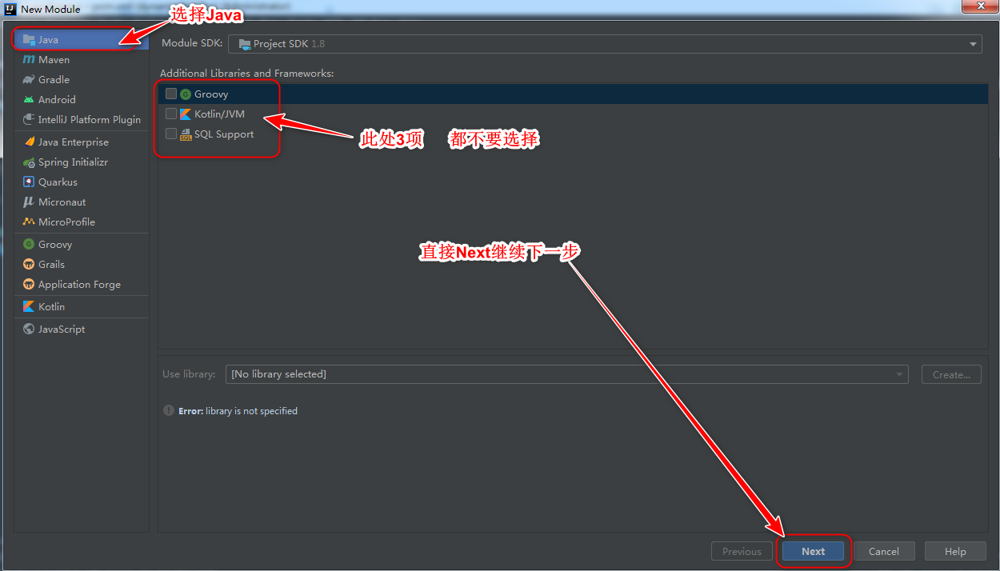 New Module
选择Java
Java
Maven
Gradle
Android
IntelliJ Platform Plugin
Java Enterprise
Spring Initializr
Quarkus
Micronaut
MicroProfile
Groovy
Grails
Application Forge
Kotlin
JavaScript
Module SDK: Project SDK 1.8
Additional Libraries and Frameworks:
Groovy
Kotlin/JVM
SQL Support
此处3项 都不要选择
直接Next继续下一步
Use library: [No library selected] Create...
Error: library is not specified
Previous Next Cancel Help